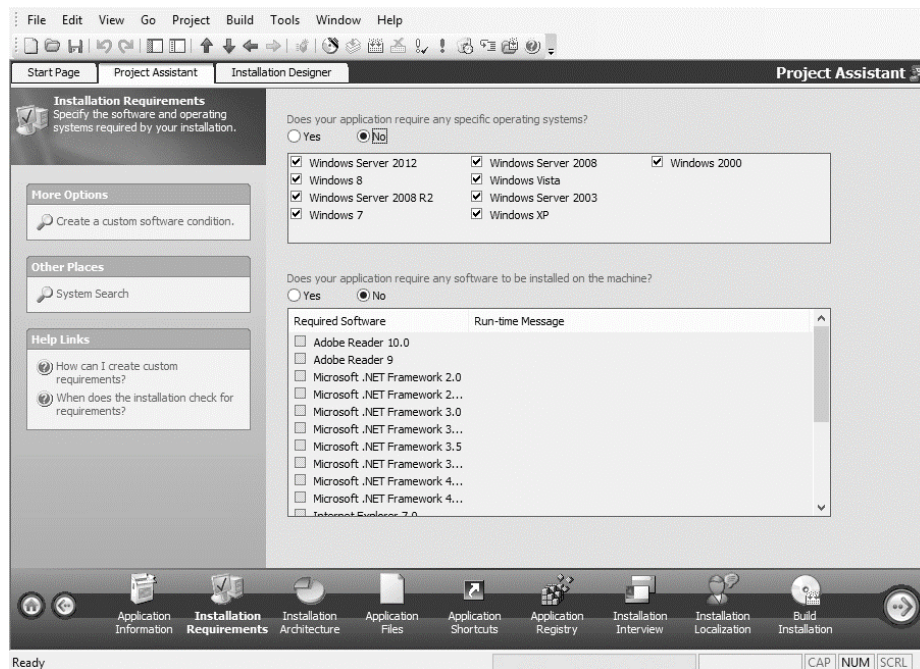 File Edit View Go Project Build Tools Window Help
Start Page Project Assistant Installation Designer Project Assistant
Installation Requirements
Specify the software and operating
systems required by your installation.
More Options
Create a custom software condition.
Other Places
System Search
Help Links
How can I create custom
requirements?
When does the installation check for
requirements?
Does your application require any specific operating systems?
Yes No
Windows Server 2012 Windows Server 2008 Windows 2000
Windows 8 Windows Vista
Windows Server 2008 R2 Windows Server 2003
Windows 7 Windows XP
Does your application require any software to be installed on the machine?
Yes No
Required Software Run-time Message
Adobe Reader 10.0
Adobe Reader 9
Microsoft .NET Framework 2.0
Microsoft .NET Framework 2...
Microsoft .NET Framework 3.0
Microsoft .NET Framework 3...
Microsoft .NET Framework 3.5
Microsoft .NET Framework 3...
Microsoft .NET Framework 4...
Microsoft .NET Framework 4...
Internet Explorer 7.0
Application Information
Installation Requirements
Installation Architecture
Application Files
Application Shortcuts
Application Registry
Installation Interview
Installation Localization
Build Installation
Ready CAP NUM SCRL